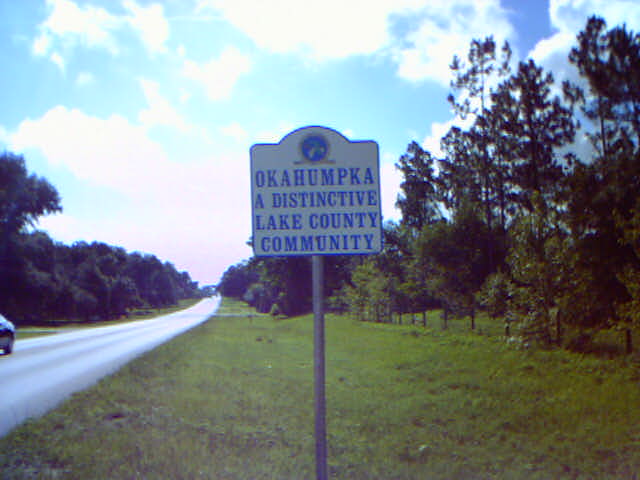 OKAHUMPKA
A DISTINCTIVE
LAKE COUNTY
COMMUNITY